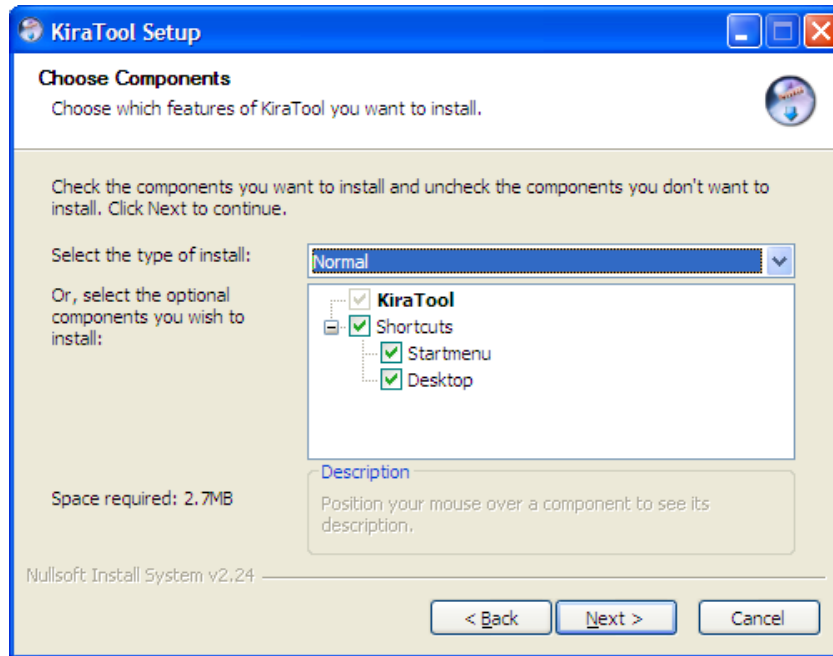 KiraTool Setup
Choose Components
Choose which features of KiraTool you want to install.
Check the components you want to install and uncheck the components you don't want to
install. Click Next to continue.
Select the type of install:
Normal
Or, select the optional
components you wish to
install:
KiraTool
Shortcuts
Startmenu
Desktop
Space required: 2.7MB
Description
Position your mouse over a component to see its
description.
Nullsoft Install System v2.24
< Back
Next >
Cancel